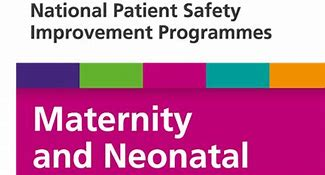 National Patient Safety
Improvement Programmes
Maternity
and Neonatal